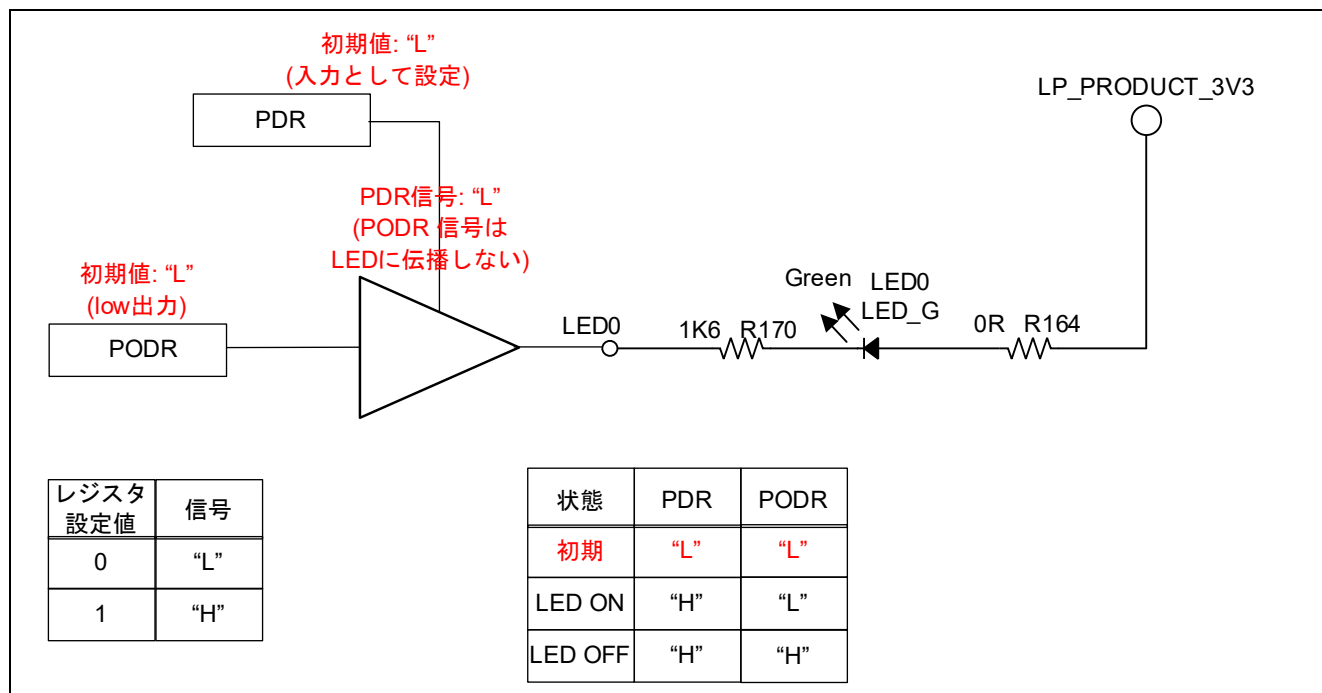 初期値: “L”
(入力として設定)
PDR
LP_PRODUCT_3V3
PDR信号: “L”
(PODR 信号は
LEDに伝播しない)
初期値: “L”
(low出力)
PODR
LED0
1K6 R170
Green
LED0
LED_G
0R R164
レジスタ
設定値 信号
0 “L”
1 “H”
状態 PDR PODR
初期 “L” “L”
LED ON “H” “L”
LED OFF “H” “H”